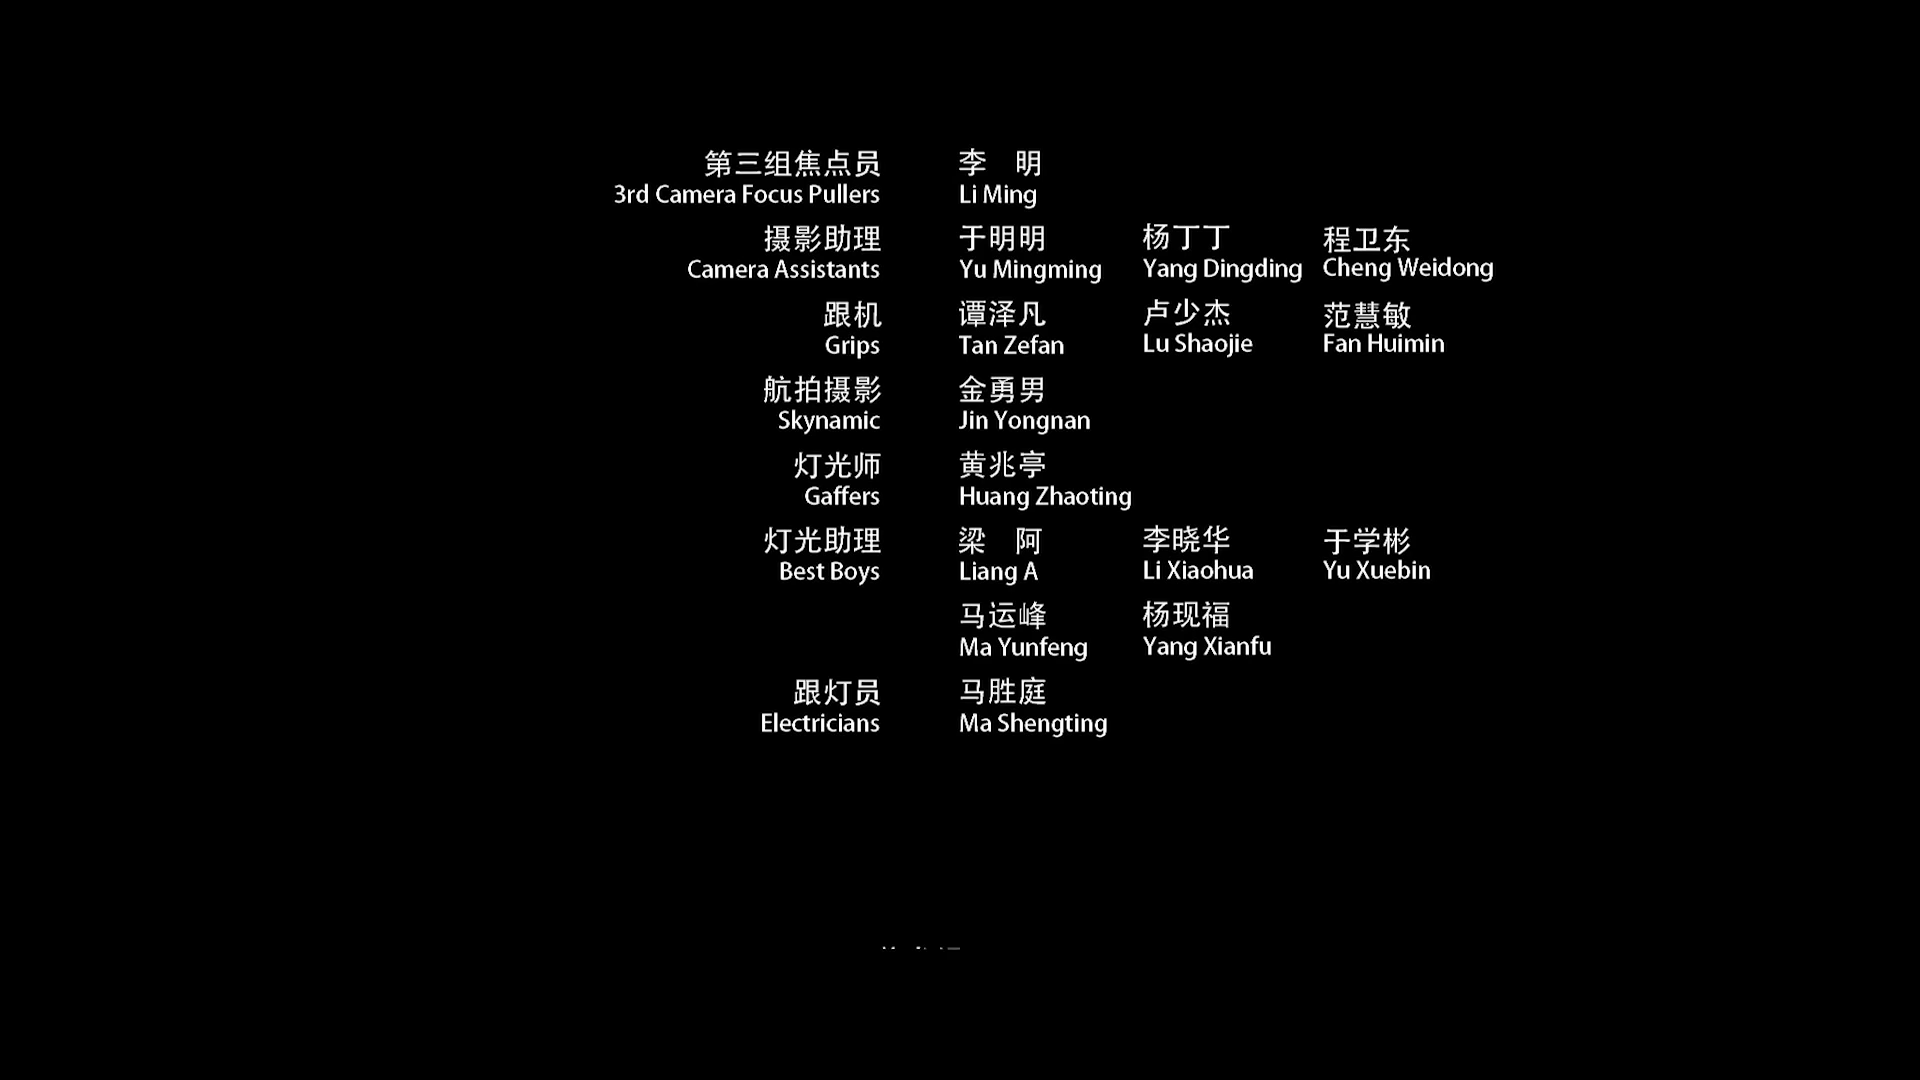 第三组焦点员 李 明
3rd Camera Focus Pullers Li Ming
摄影助理 于明明 杨丁丁 程卫东
Camera Assistants Yu Mingming Yang Dingding Cheng Weidong
跟机 谭泽凡 卢少杰 范慧敏
Grips Tan Zefan Lu Shaojie Fan Huimin
航拍摄影 金勇男
Skynamic Jin Yongnan
灯光师 黄兆亭
Gaffers Huang Zhaoting
灯光助理 梁 阿 李晓华 于学彬
Best Boys Liang A Li Xiaohua Yu Xuebin
马运峰 杨现福
Ma Yunfeng Yang Xianfu
跟灯员 马胜庭
Electricians Ma Shengting